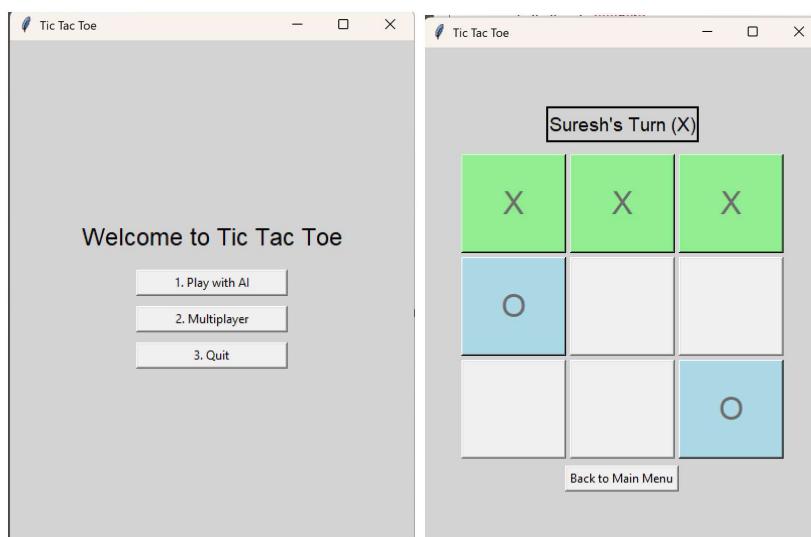 Tic Tac Toe
Welcome to Tic Tac Toe
1. Play with AI
2. Multiplayer
3. Quit
Tic Tac Toe
Suresh's Turn (X)
X X X
O
O
Back to Main Menu